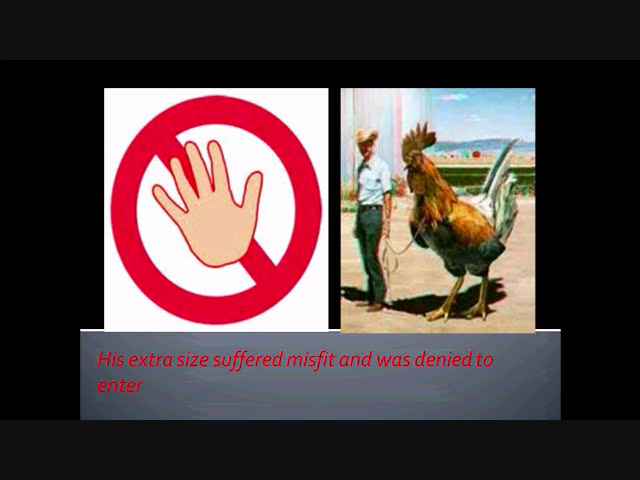 His extra size suffered misfit and was denied to
enter